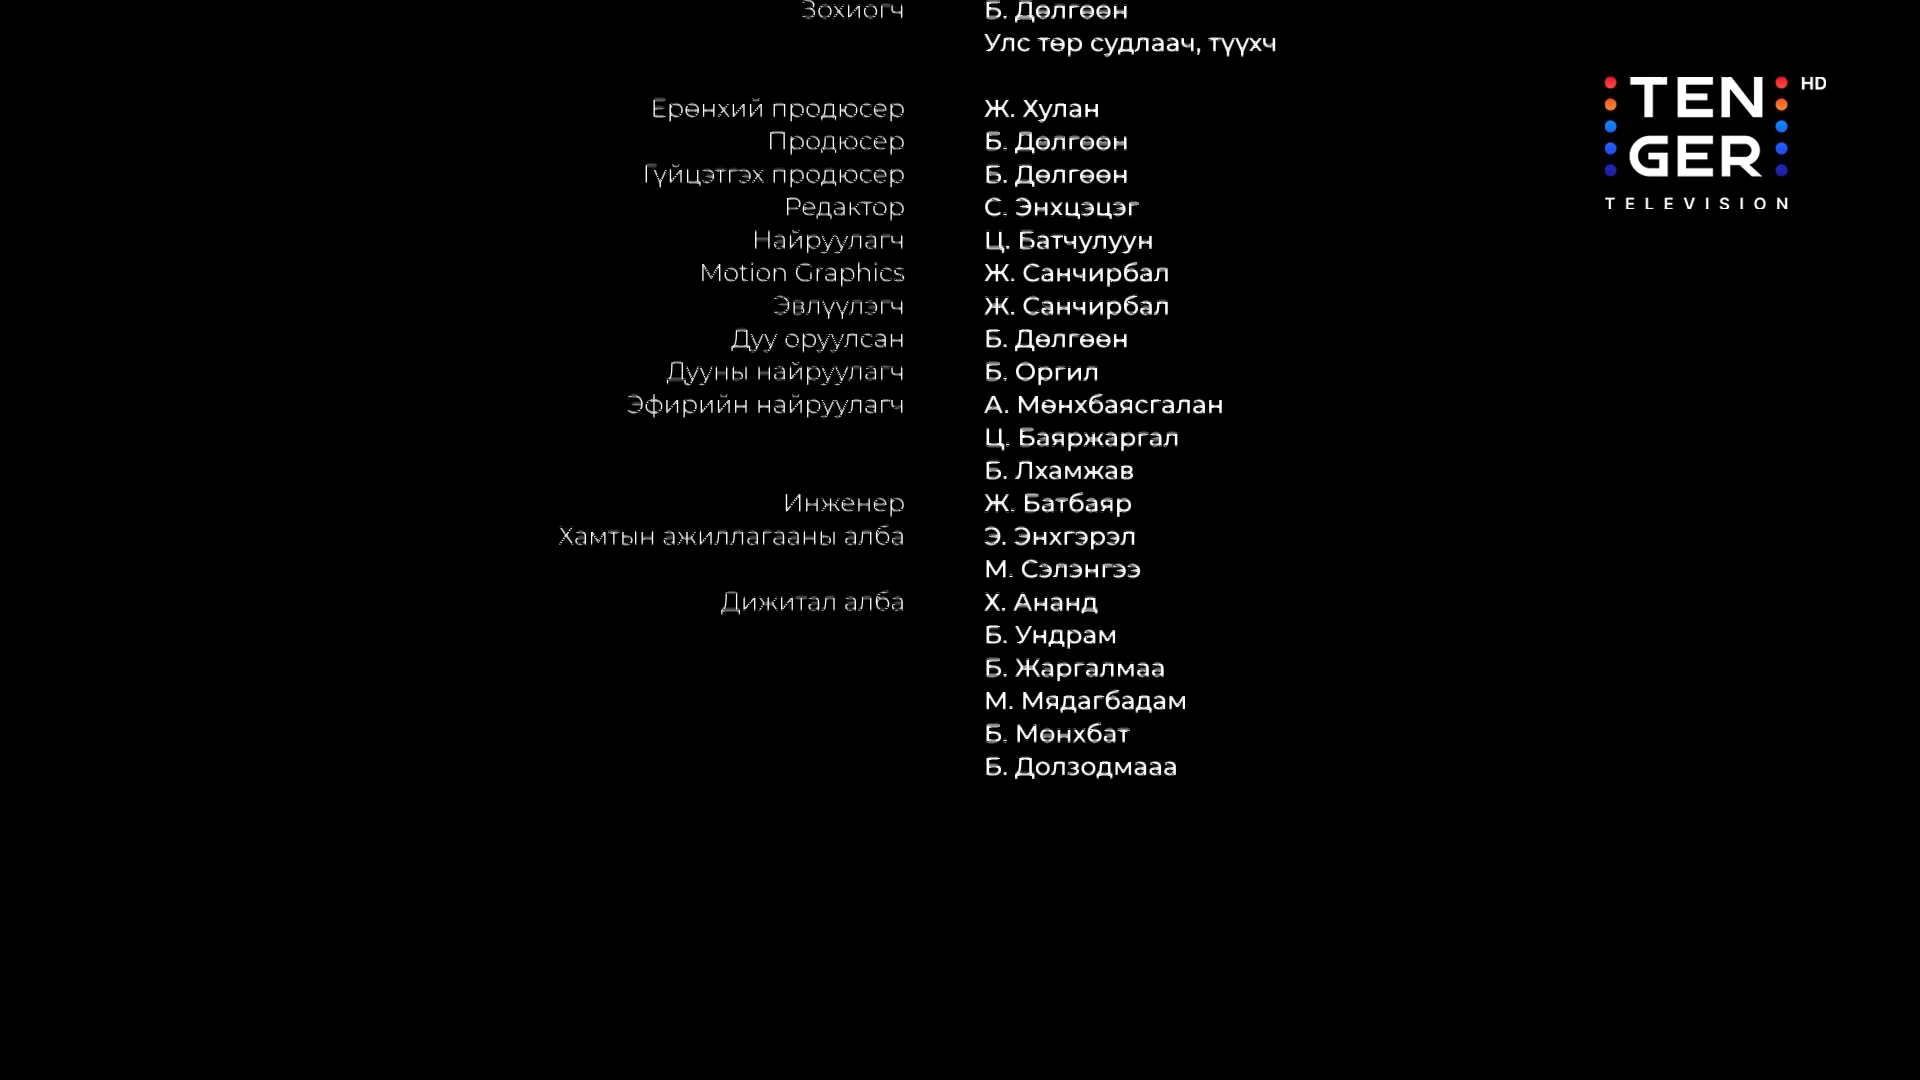 Зохиогч Б. Дөлгөөн
Улс төр судлаач, түүхч
Ерөнхий продюсер Ж. Хулан
Продюсер Б. Дөлгөөн
Гүйцэтгэх продюсер Б. Дөлгөөн
Редактор С. Энхцэцэг
Найруулагч Ц. Батчулуун
Motion Graphics Ж. Санчирбал
Эвлүүлэгч Ж. Санчирбал
Дуу оруулсан Б. Дөлгөөн
Дууны найруулагч Б. Оргил
Эфирийн найруулагч А. Мөнхбаясгалан
Ц. Баяржаргал
Б. Лхамжав
Инженер Ж. Батбаяр
Хамтын ажиллагааны алба Э. Энхгэрэл
М. Сэлэнгээ
Дижитал алба Х. Ананд
Б. Ундрам
Б. Жаргалмаа
М. Мядагбадам
Б. Мөнхбат
Б. Долзодмааа
TEN HD
GER
TELEVISION